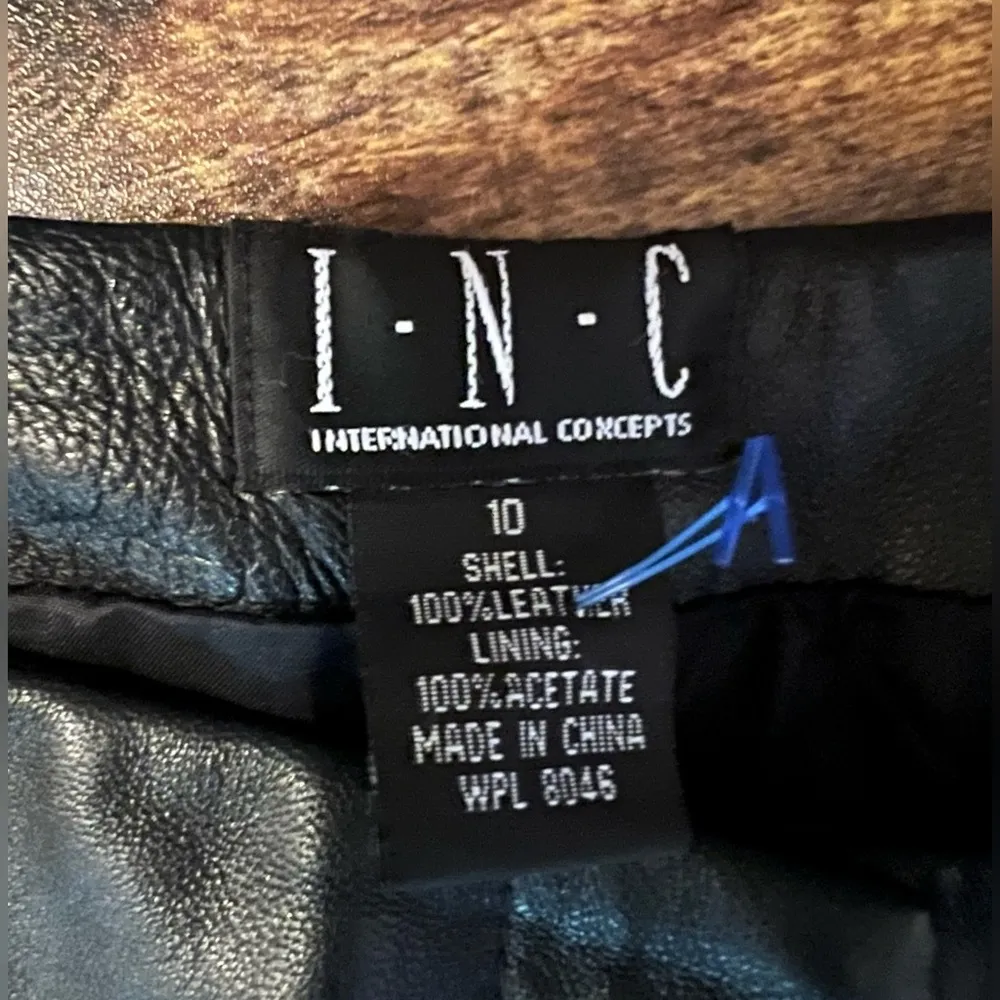 I·N·C
INTERNATIONAL CONCEPTS
10
SHELL:
100%LEATHER
LINING:
100%ACETATE
MADE IN CHINA
WPL 8046